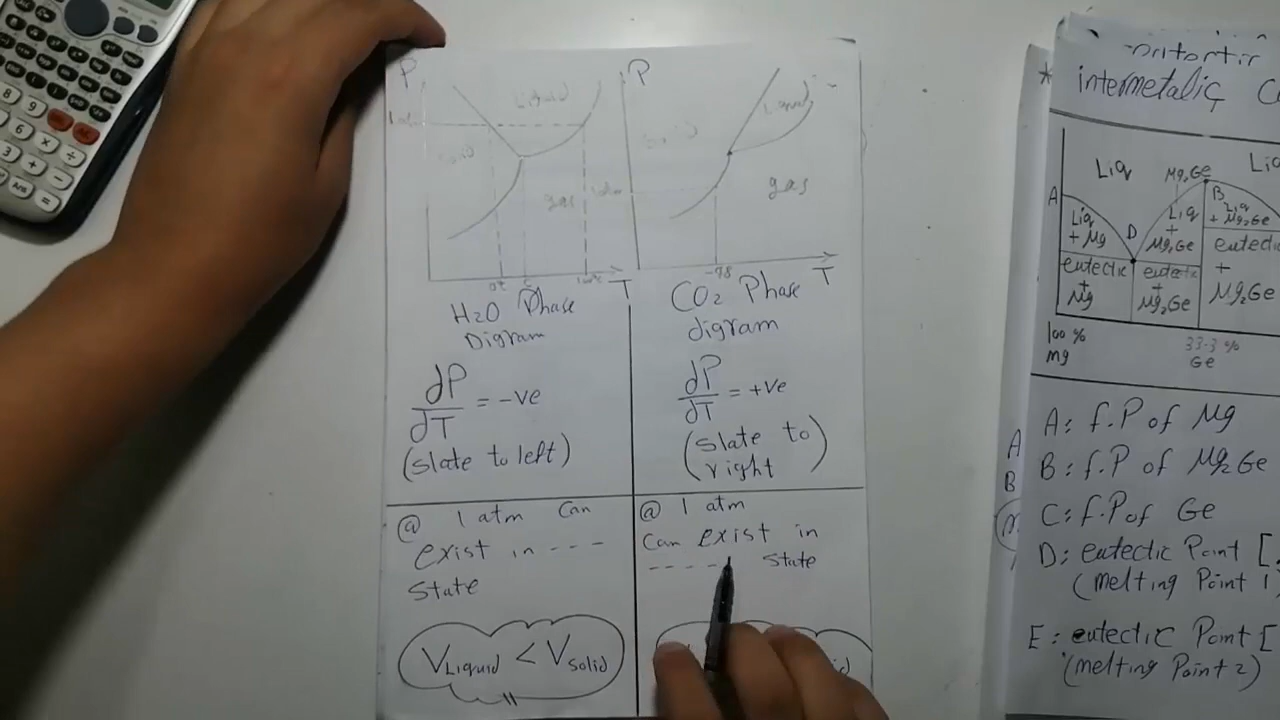 P
Liquid
gas
T
H2O Phase
Digram
dP
dT
= -ve
(slate to left)
@ 1 atm can
exist in ---
state
VLiquid < VSolid
P
Liquid
gas
-78
T
CO2 Phase
digram
dP
dT
= +ve
(slate to
right)
@ 1 atm
can exist in
----- state
*
intermetalic C
Liq
Mg2Ge
A
B
D
Liq
+ Mg
Liq
+
Mg2Ge
Liq
+ Mg2Ge
eutectic
+
Mg
eutectic
+
Mg2Ge
eutectic
+
Mg2Ge
100 %
mg
33.3 %
Ge
A: f.P of Mg
B: f.P of Mg2Ge
C: f.P of Ge
D: eutectic Point [
(melting Point 1
E: eutectic Point [
(melting Point 2)